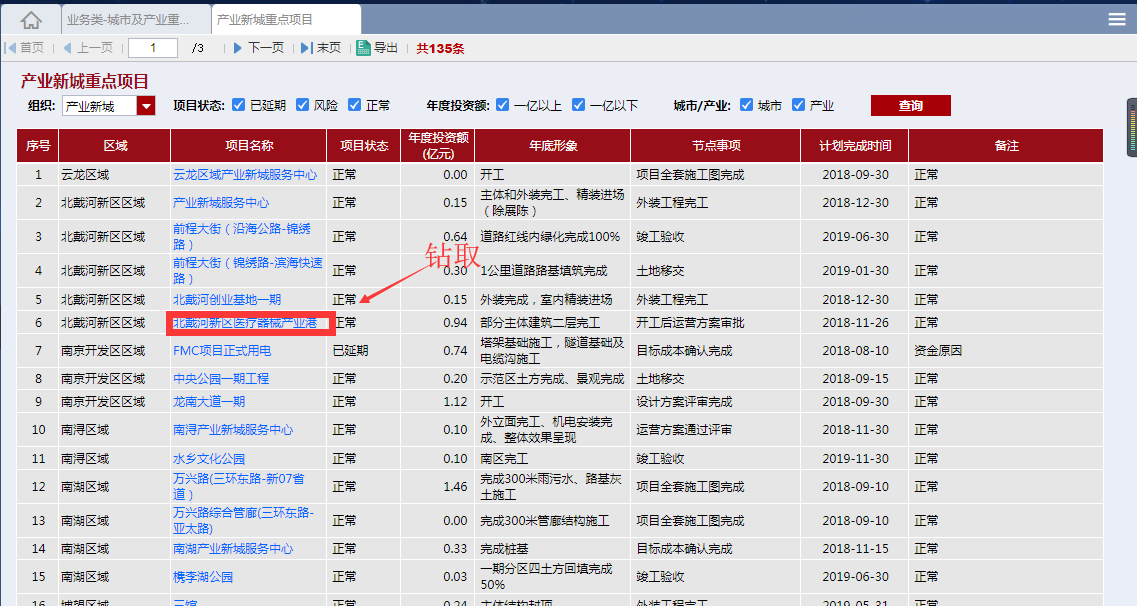 业务类-城市及产业重...
产业新城重点项目
首页 上一页 1 /3 下一页 末页 导出 共135条
产业新城重点项目
组织: 产业新城 项目状态: 已延期 风险 正常 年度投资额: 一亿以上 一亿以下 城市/产业: 城市 产业 查询
序号 区域 项目名称 项目状态 年度投资额(亿元) 年底形象 节点事项 计划完成时间 备注
1 云龙区域 云龙区域产业新城服务中心 正常 0.00 开工 项目全套施工图完成 2018-09-30 正常
2 北戴河新区区域 产业新城服务中心 正常 0.15 主体和外装完工、精装进场（除展陈） 外装工程完工 2018-12-30 正常
3 北戴河新区区域 前程大街（沿海公路-锦绣路） 正常 0.64 道路红线内绿化完成100% 竣工验收 2019-06-30 正常
钻取
4 北戴河新区区域 前程大街（锦绣路-滨海快速路） 正常 0.30 1公里道路路基填筑完成 土地移交 2019-01-30 正常
5 北戴河新区区域 北戴河创业基地一期 正常 0.15 外装完成，室内精装进场 外装工程完工 2018-12-30 正常
6 北戴河新区区域 北戴河新区医疗器械产业港 正常 0.94 部分主体建筑二层完工 开工后运营方案审批 2018-11-26 正常
7 南京开发区区域 FMC项目正式用电 已延期 0.74 塔架基础施工，隧道基础及电缆沟施工 目标成本确认完成 2018-08-10 资金原因
8 南京开发区区域 中央公园一期工程 正常 0.20 示范区土方完成、景观完成 土地移交 2018-09-15 正常
9 南京开发区区域 龙南大道一期 正常 1.12 开工 设计方案评审完成 2018-09-30 正常
10 南浔区域 南浔产业新城服务中心 正常 0.10 外立面完工、机电安装完成、整体效果呈现 运营方案通过评审 2018-11-30 正常
11 南浔区域 水乡文化公园 正常 0.10 南区完工 竣工验收 2019-11-30 正常
12 南湖区域 万兴路(三环东路-新07省道） 正常 1.46 完成300米雨污水、路基灰土施工 项目全套施工图完成 2018-09-10 正常
13 南湖区域 万兴路综合管廊(三环东路-亚太路) 正常 0.00 完成300米管廊结构施工 项目全套施工图完成 2018-09-10 正常
14 南湖区域 南湖产业新城服务中心 正常 0.33 完成桩基 目标成本确认完成 2018-11-15 正常
15 南湖区域 槜李湖公园 正常 0.03 一期分区四土方回填完成50% 竣工验收 2019-06-30 正常
16 正常 0.24 主体结构封顶 外装工程完工 2019-05-31 正常